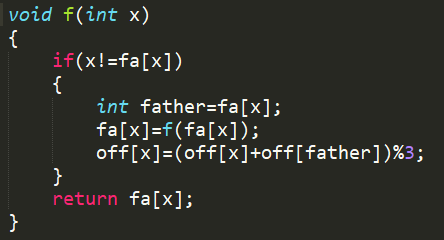 void f(int x)
{
    if(x!=fa[x])
    {
        int father=fa[x];
        fa[x]=f(fa[x]);
        off[x]=(off[x]+off[father])%3;
    }
    return fa[x];
}